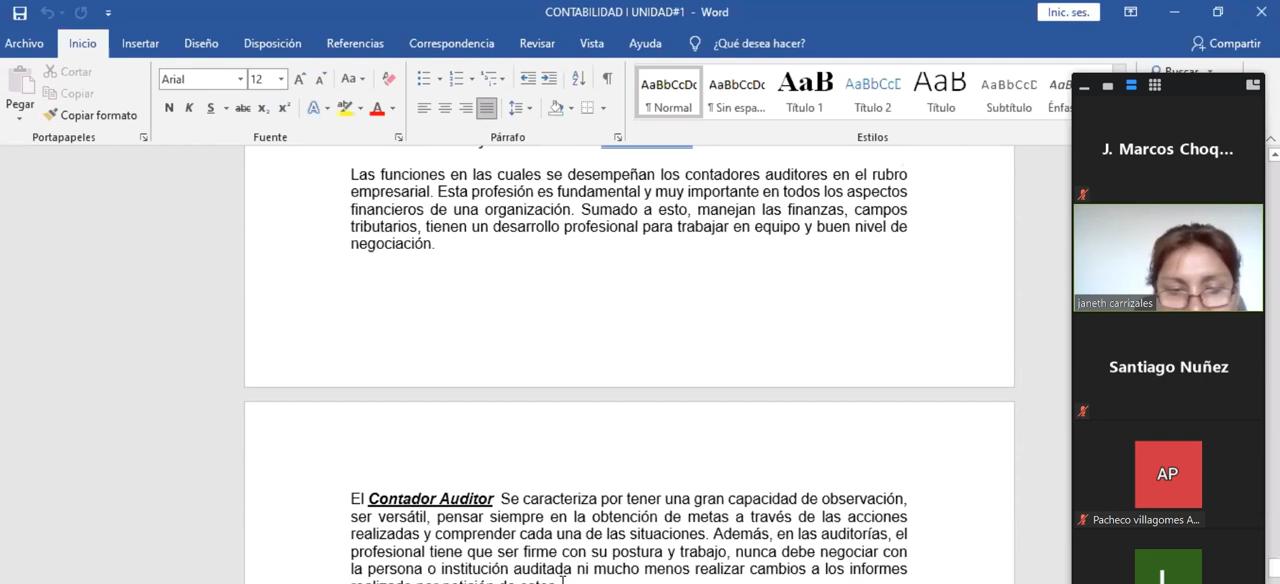 CONTABILIDAD I UNIDAD#1 - Word
Inic. ses.
Archivo Inicio Insertar Diseño Disposición Referencias Correspondencia Revisar Vista Ayuda ¿Qué desea hacer? Compartir
Pegar
Cortar
Copiar
Copiar formato
Portapapeles
Arial 12
Aa
N K S abc x₂ x² A A
Fuente
Párrafo
AaBbCcDc AaBbCcDc AaB AaBbCcD AaB AaBbCcD
¶ Normal ¶ Sin espa... Título 1 Título 2 Título Subtítulo Énfas
Estilos
Buscar
Las funciones en las cuales se desempeñan los contadores auditores en el rubro
empresarial. Esta profesión es fundamental y muy importante en todos los aspectos
financieros de una organización. Sumado a esto, manejan las finanzas, campos
tributarios, tienen un desarrollo profesional para trabajar en equipo y buen nivel de
negociación.
El Contador Auditor Se caracteriza por tener una gran capacidad de observación,
ser versátil, pensar siempre en la obtención de metas a través de las acciones
realizadas y comprender cada una de las situaciones. Además, en las auditorías, el
profesional tiene que ser firme con su postura y trabajo, nunca debe negociar con
la persona o institución auditada ni mucho menos realizar cambios a los informes
J. Marcos Choq...
janeth carrizales
Santiago Nuñez
AP
Pacheco villagomes A...